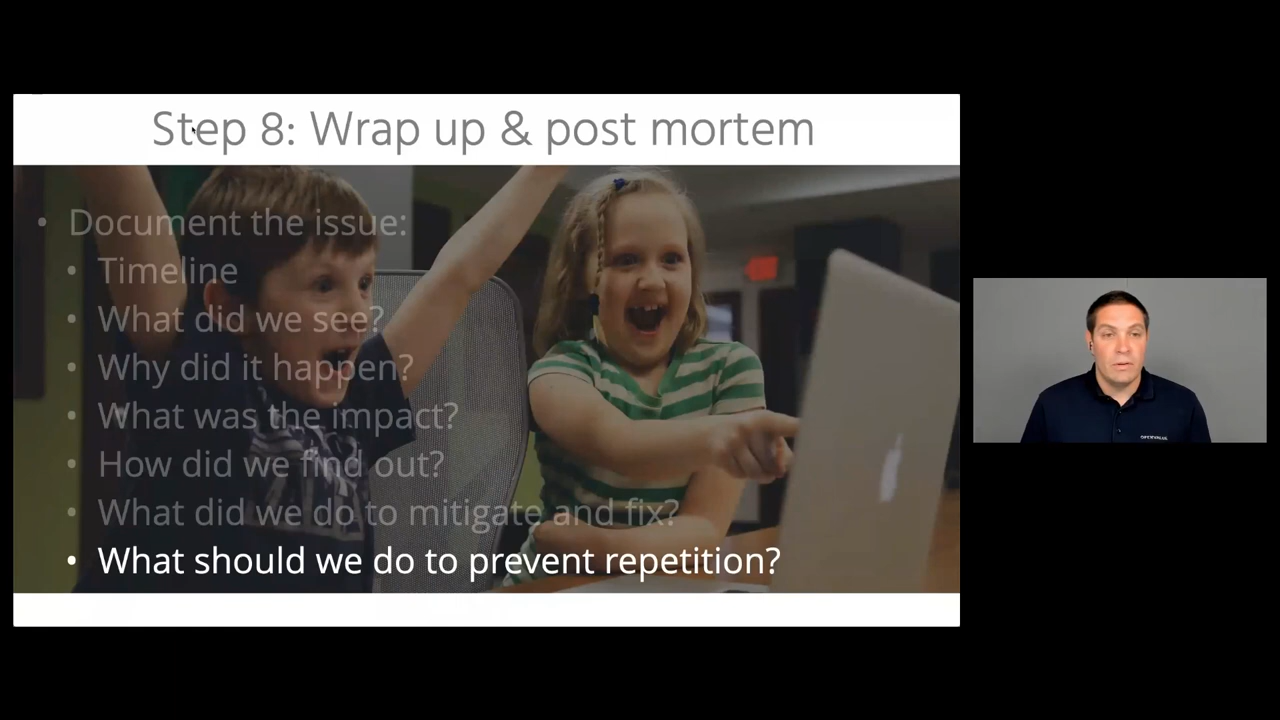 Step 8: Wrap up & post mortem
• Document the issue:
• Timeline
• What did we see?
• Why did it happen?
• What was the impact?
• How did we find out?
• What did we do to mitigate and fix?
• What should we do to prevent repetition?
OPENVALUE